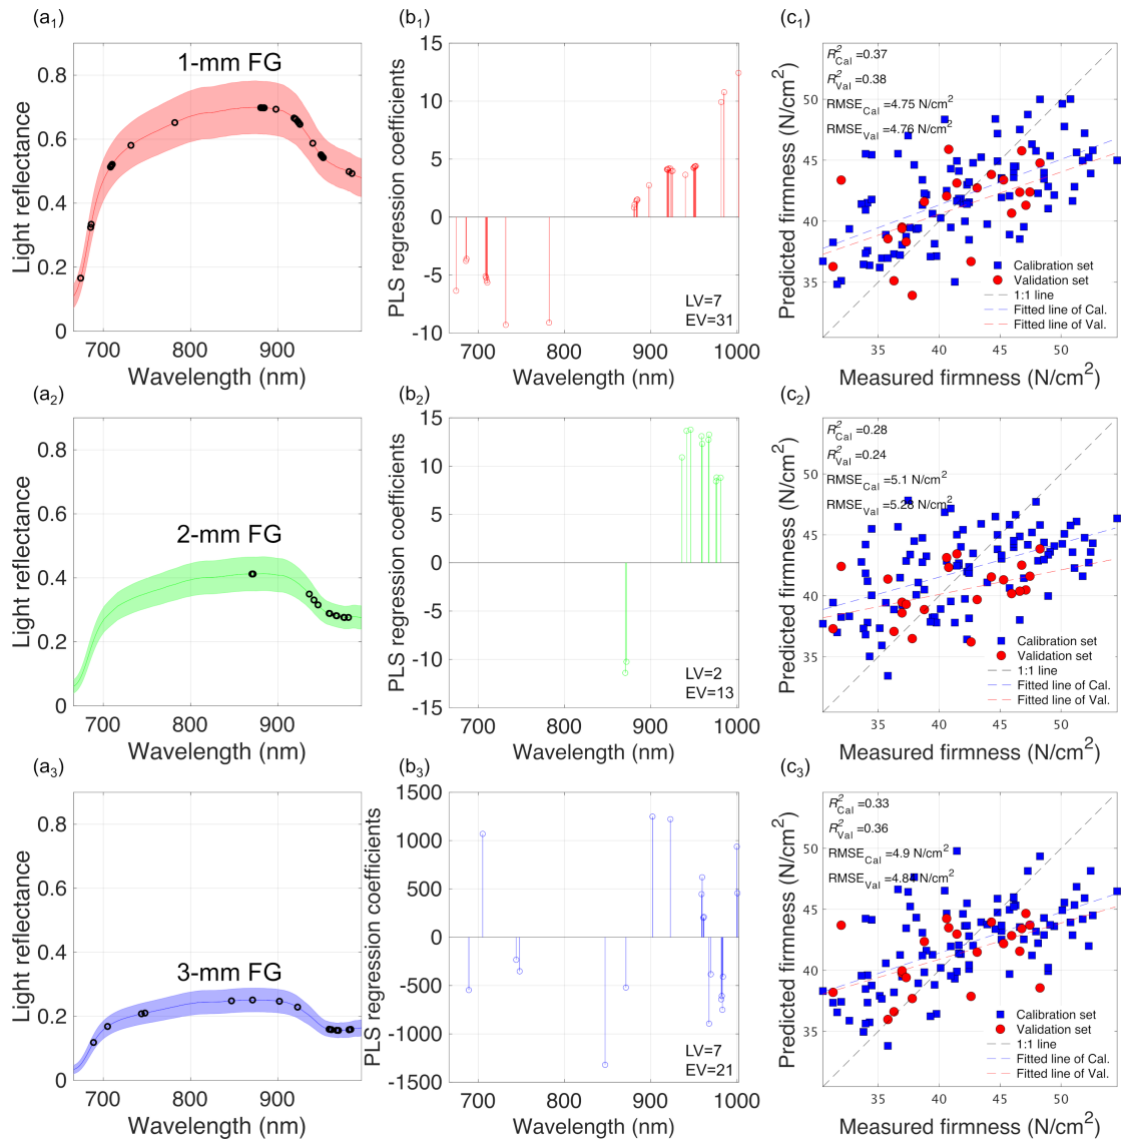 (a1)
(b1)
(c1)
1-mm FG
Light reflectance
0.8
0.6
0.4
0.2
0
700
800
900
Wavelength (nm)
PLS regression coefficients
15
10
5
0
-5
-10
LV=7
EV=31
500
600
700
800
900
1000
Wavelength (nm)
Predicted firmness (N/cm2)
50
45
40
35
R2Cal =0.37
R2Val =0.38
RMSECal =4.75 N/cm2
RMSEVal =4.76 N/cm2
Calibration set
Validation set
1:1 line
Fitted line of Cal.
Fitted line of Val.
35
40
45
50
Measured firmness (N/cm2)
(a2)
(b2)
(c2)
2-mm FG
Light reflectance
0.8
0.6
0.4
0.2
0
700
800
900
Wavelength (nm)
PLS regression coefficients
15
10
5
0
-5
-10
-15
LV=2
EV=13
700
800
900
1000
Wavelength (nm)
Predicted firmness (N/cm2)
50
45
40
35
R2Cal =0.28
R2Val =0.24
RMSECal =5.1 N/cm2
RMSEVal =5.28 N/cm2
Calibration set
Validation set
1:1 line
Fitted line of Cal.
Fitted line of Val.
35
40
45
50
Measured firmness (N/cm2)
(a3)
(b3)
(c3)
3-mm FG
Light reflectance
0.8
0.6
0.4
0.2
0
700
800
900
Wavelength (nm)
PLS regression coefficients
1500
1000
500
0
-500
-1000
-1500
LV=7
EV=21
700
800
900
1000
Wavelength (nm)
Predicted firmness (N/cm2)
50
45
40
35
R2Cal =0.33
R2Val =0.36
RMSECal =4.9 N/cm2
RMSEVal =4.84 N/cm2
Calibration set
Validation set
1:1 line
Fitted line of Cal.
Fitted line of Val.
35
40
45
50
Measured firmness (N/cm2)